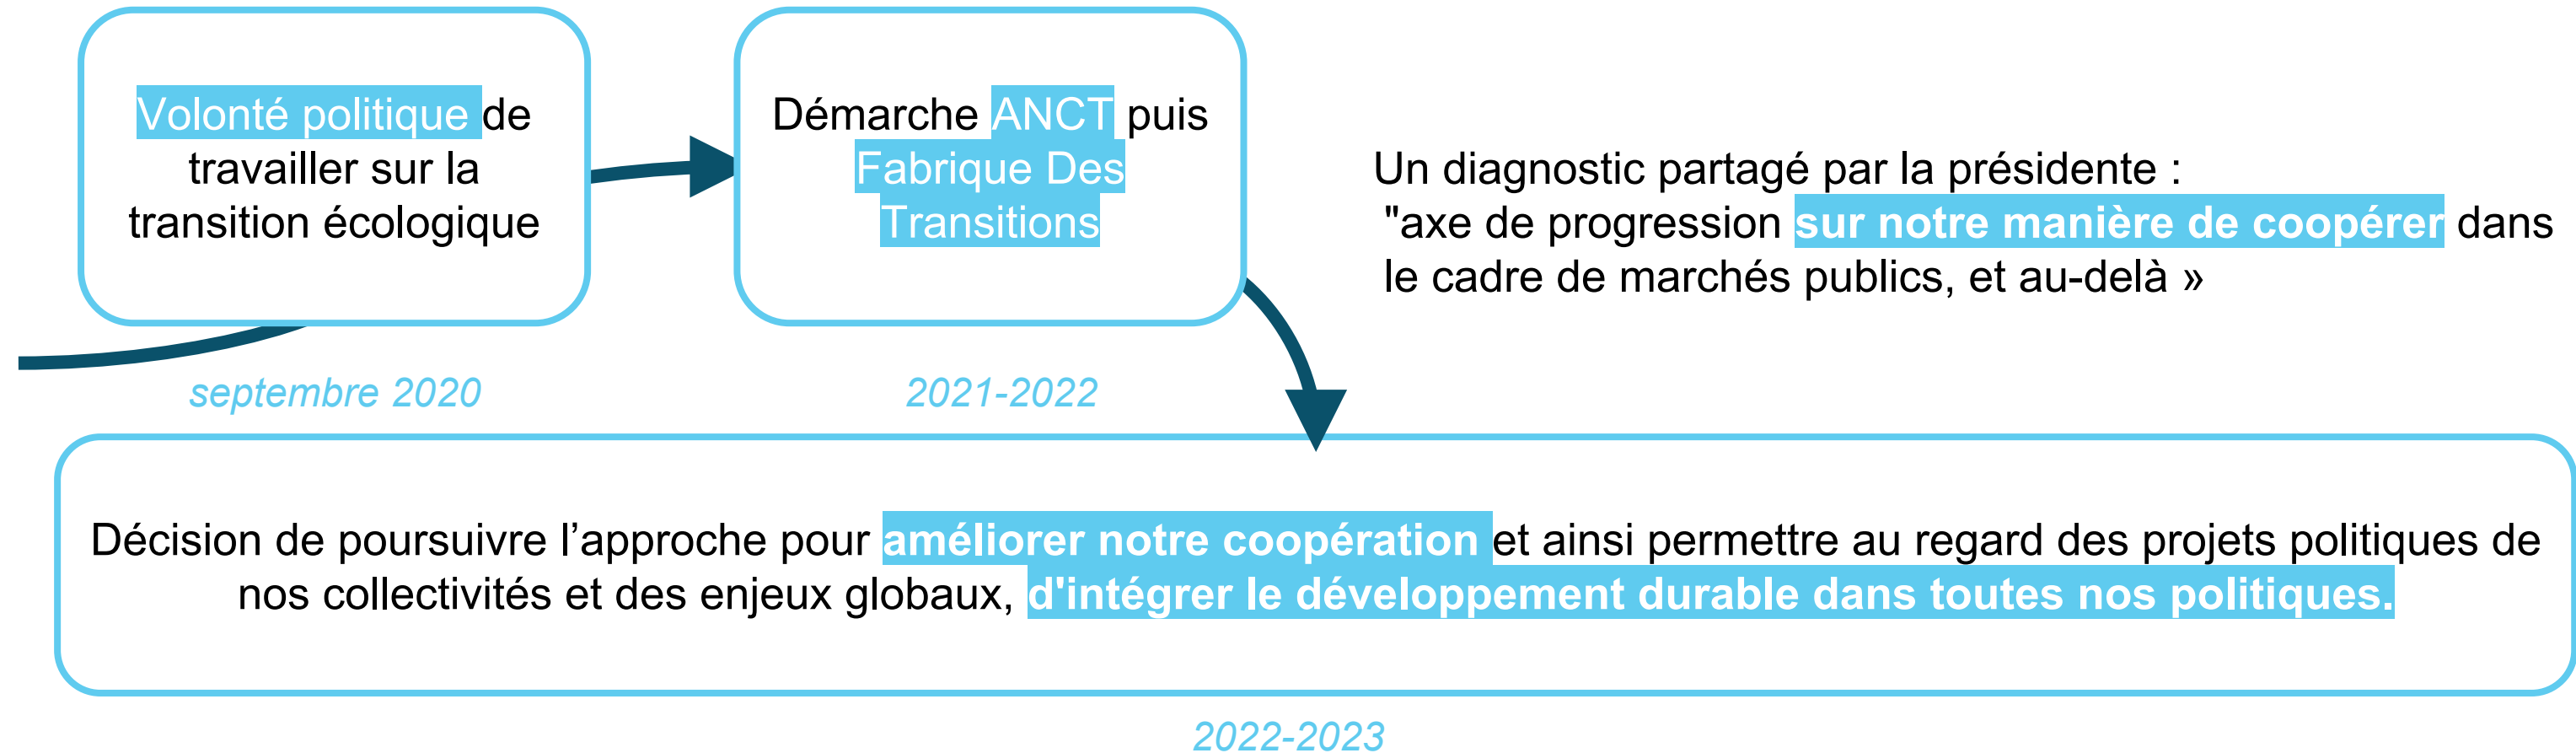 Volonté politique de
travailler sur la
transition écologique
septembre 2020
Démarche ANCT puis
Fabrique Des
Transitions
2021-2022
Un diagnostic partagé par la présidente :
"axe de progression sur notre manière de coopérer dans
le cadre de marchés publics, et au-delà »
Décision de poursuivre l’approche pour améliorer notre coopération et ainsi permettre au regard des projets politiques de
nos collectivités et des enjeux globaux, d'intégrer le développement durable dans toutes nos politiques.
2022-2023